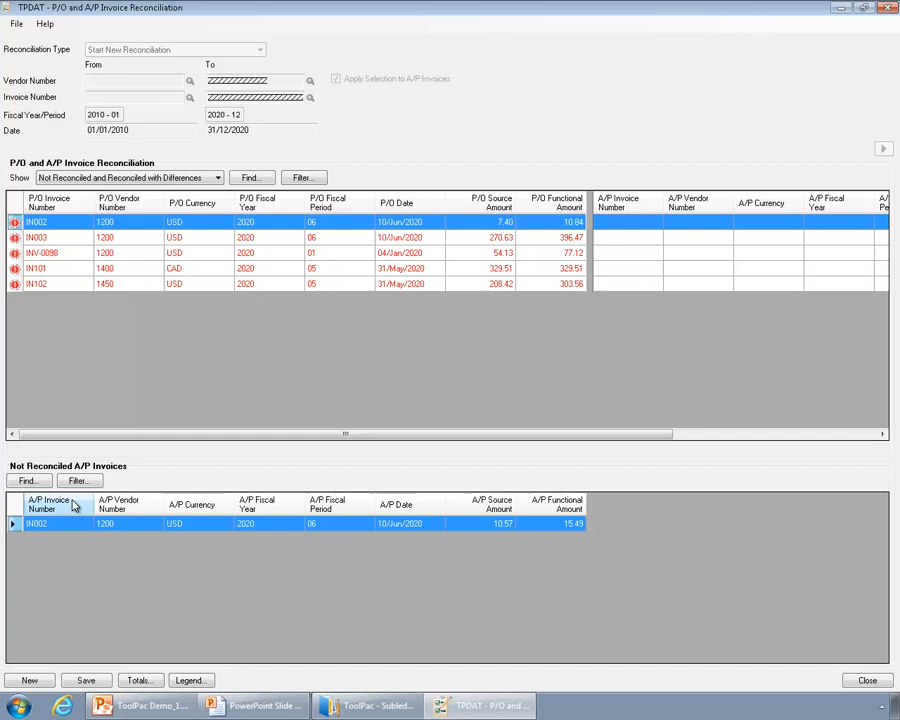 TPDAT - P/O and A/P Invoice Reconciliation
File Help
Reconciliation Type Start New Reconciliation
From To
Vendor Number ZZZZZZZZZZZZ Apply Selection to A/P Invoices
Invoice Number ZZZZZZZZZZZZZZZZZZZZZZ
Fiscal Year/Period 2010 - 01 2020 - 12
Date 01/01/2010 31/12/2020
P/O and A/P Invoice Reconciliation
Show Not Reconciled and Reconciled with Differences Find... Filter...
P/O Invoice Number P/O Vendor Number P/O Currency P/O Fiscal Year P/O Fiscal Period P/O Date P/O Source Amount P/O Functional Amount A/P Invoice Number A/P Vendor Number A/P Currency A/P Fiscal Year A/ Pe
IN002 1200 USD 2020 06 10/Jun/2020 7.40 10.84
IN003 1200 USD 2020 06 10/Jun/2020 270.63 396.47
INV-0098 1200 USD 2020 01 04/Jan/2020 54.13 77.12
IN101 1400 CAD 2020 05 31/May/2020 329.51 329.51
IN102 1450 USD 2020 05 31/May/2020 208.42 303.56
Not Reconciled A/P Invoices
Find... Filter...
A/P Invoice Number A/P Vendor Number A/P Currency A/P Fiscal Year A/P Fiscal Period A/P Date A/P Source Amount A/P Functional Amount
IN002 1200 USD 2020 06 10/Jun/2020 10.57 15.49
New Save Totals... Legend... Close
ToolPac Demo_1... PowerPoint Slide ... ToolPac - Subled... TPDAT - P/O and ...